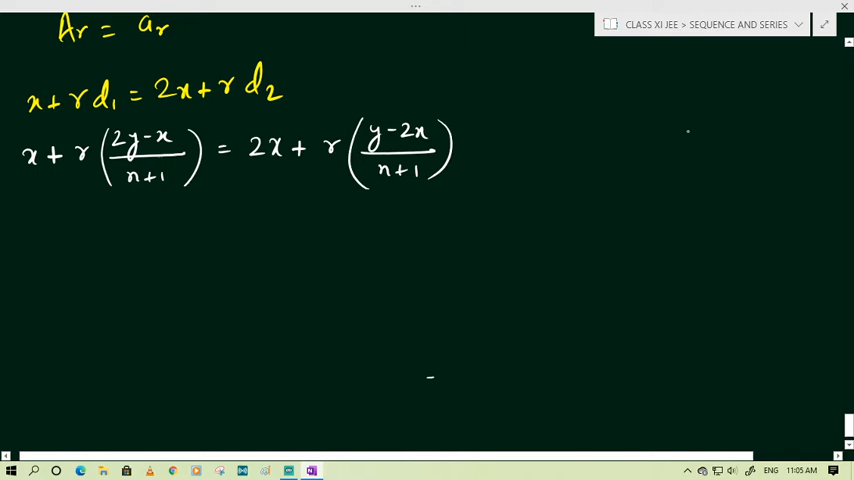 ...
CLASS XI JEE > SEQUENCE AND SERIES
Ar = ar
x + r d₁ = 2x + r d₂
x + r (2y - x / n + 1) = 2x + r (y - 2x / n + 1)
ENG 11:05 AM